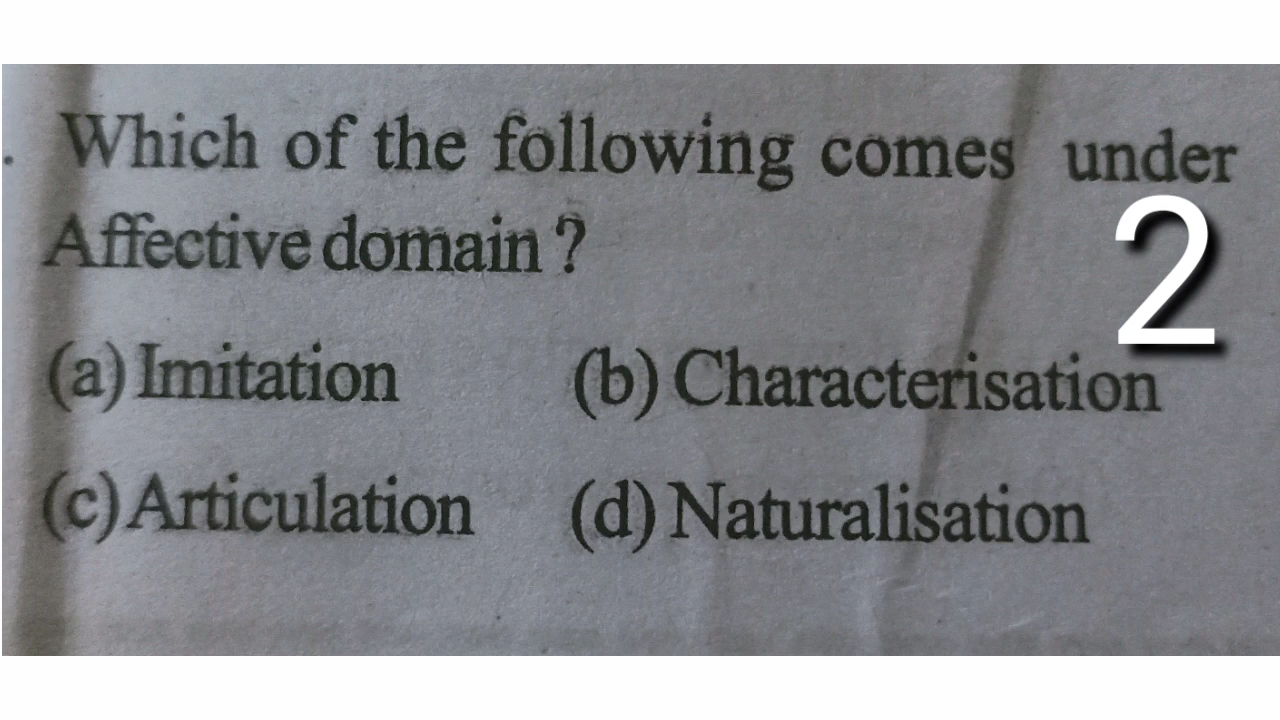 . Which of the following comes under
Affective domain ?
2
(a) Imitation (b) Characterisation
(c) Articulation (d) Naturalisation